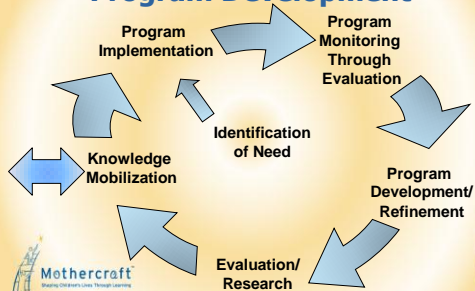 Program Development
Program
Implementation
Program
Monitoring
Through
Evaluation
Identification
of Need
Knowledge
Mobilization
Program
Development/
Refinement
Evaluation/
Research
Mothercraft
Shaping Children's Lives Through Learning